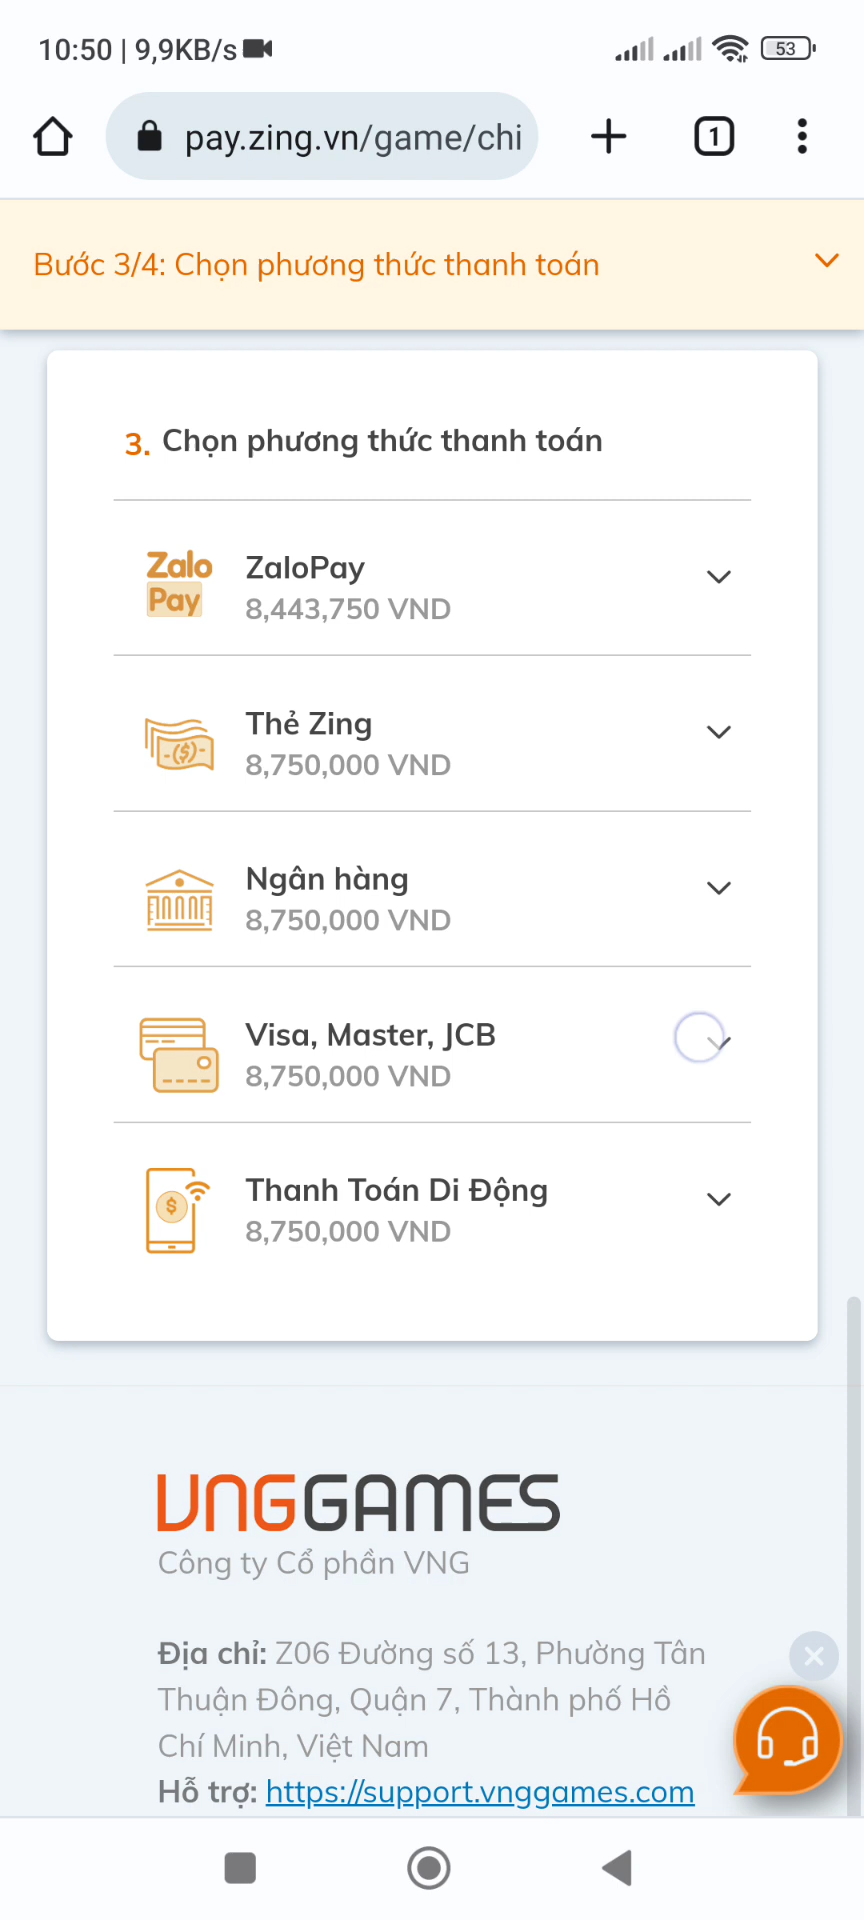 10:50 | 9,9KB/s
53
pay.zing.vn/game/chi
1
Bước 3/4: Chọn phương thức thanh toán
3. Chọn phương thức thanh toán
Zalo
Pay
ZaloPay
8,443,750 VND
Thẻ Zing
8,750,000 VND
Ngân hàng
8,750,000 VND
Visa, Master, JCB
8,750,000 VND
Thanh Toán Di Động
8,750,000 VND
VNGGAMES
Công ty Cổ phần VNG
Địa chỉ: Z06 Đường số 13, Phường Tân
Thuận Đông, Quận 7, Thành phố Hồ
Chí Minh, Việt Nam
Hỗ trợ: https://support.vnggames.com